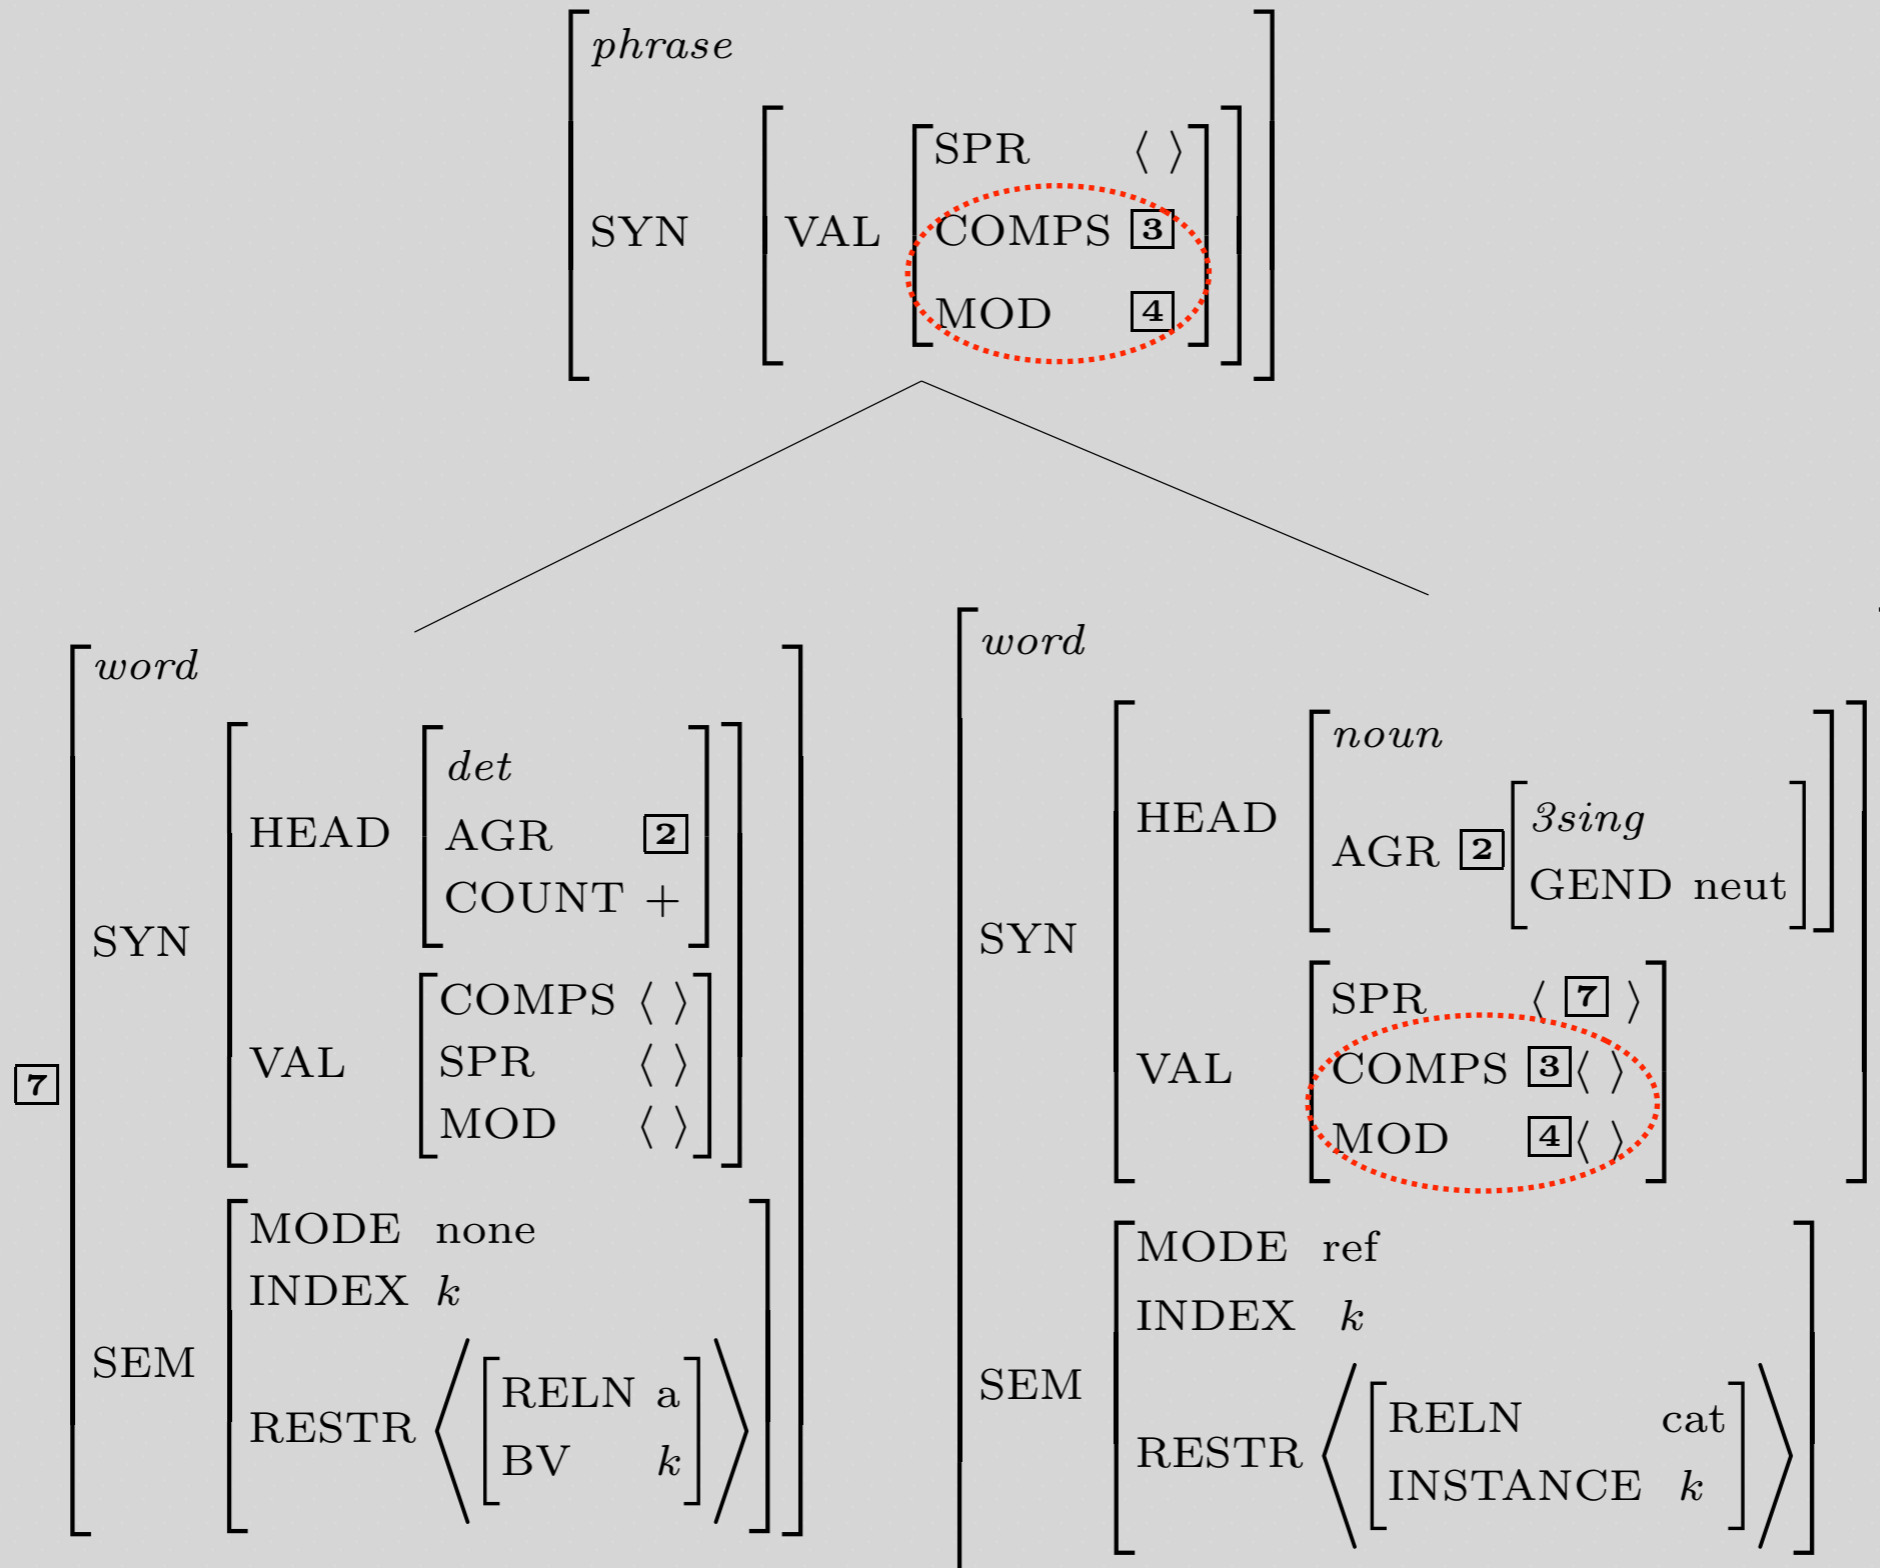 phrase
SPR ⟨ ⟩
SYN VAL COMPS 3
MOD 4
word
det
HEAD AGR 2
COUNT +
SYN
COMPS ⟨ ⟩
VAL SPR ⟨ ⟩
7
MOD ⟨ ⟩
MODE none
INDEX k
SEM
RELN a
RESTR
BV k
word
noun
HEAD
3sing
AGR 2
GEND neut
SYN
SPR ⟨ 7 ⟩
VAL COMPS 3 ⟨ ⟩
MOD 4 ⟨ ⟩
MODE ref
INDEX k
SEM
RELN cat
RESTR
INSTANCE k